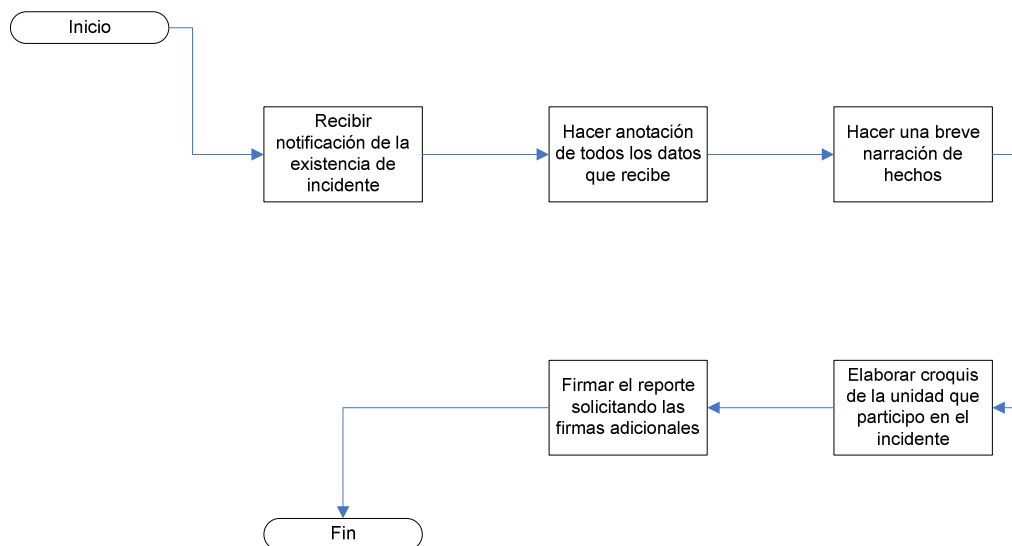 Inicio
Recibir
notificación de la
existencia de
incidente
Hacer anotación
de todos los datos
que recibe
Hacer una breve
narración de
hechos
Elaborar croquis
de la unidad que
participo en el
incidente
Firmar el reporte
solicitando las
firmas adicionales
Fin